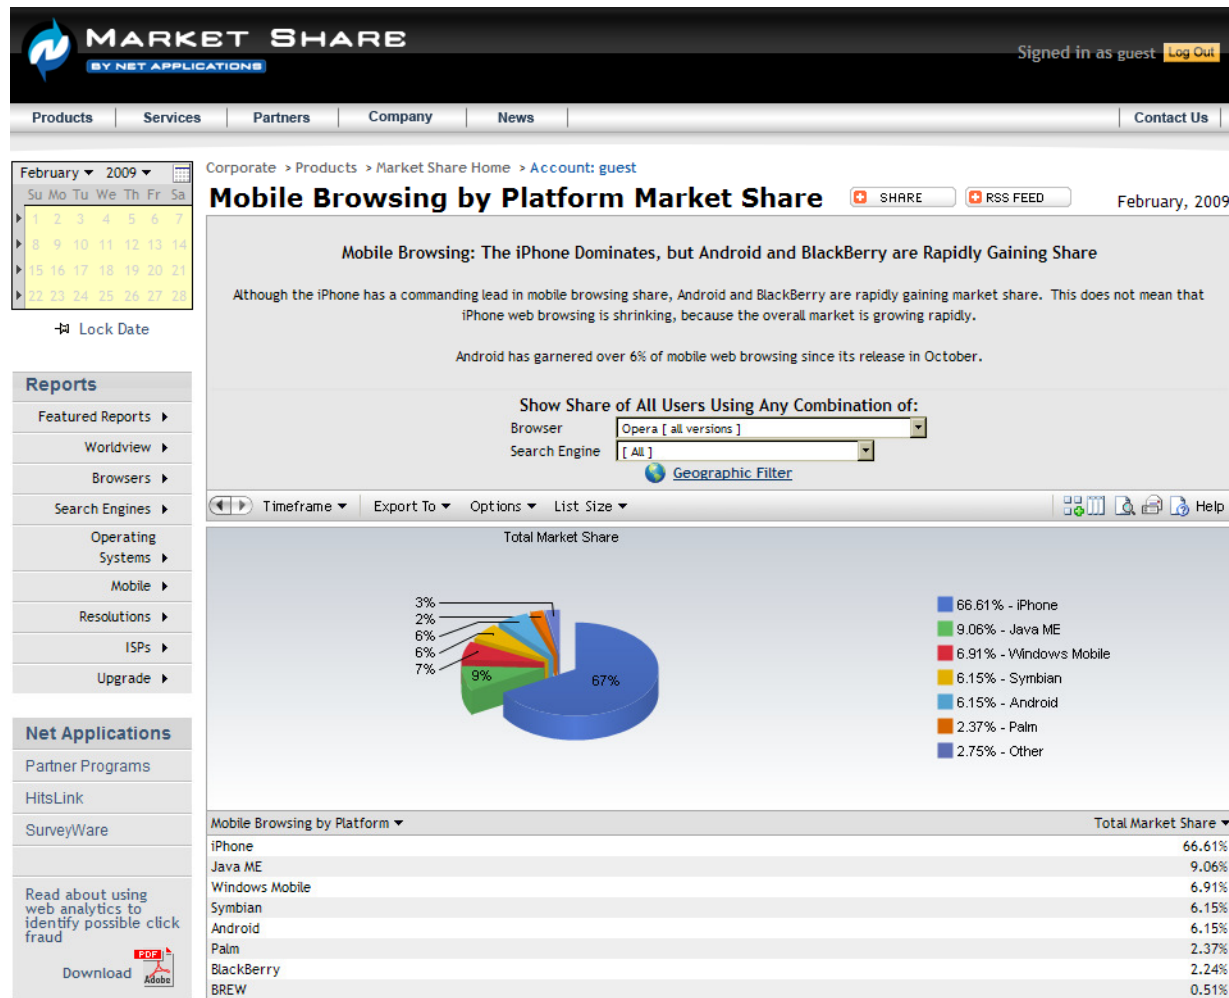 MARKET SHARE
BY NET APPLICATIONS
Signed in as guest Log Out
Products Services Partners Company News Contact Us
February 2009
Su Mo Tu We Th Fr Sa
1 2 3 4 5 6 7
8 9 10 11 12 13 14
15 16 17 18 19 20 21
22 23 24 25 26 27 28
Lock Date
Reports
Featured Reports
Worldview
Browsers
Search Engines
Operating
Systems
Mobile
Resolutions
ISPs
Upgrade
Net Applications
Partner Programs
HitsLink
SurveyWare
Read about using
web analytics to
identify possible click
fraud
Download
PDF
Adobe
Corporate > Products > Market Share Home > Account: guest
Mobile Browsing by Platform Market Share SHARE RSS FEED February, 2009
Mobile Browsing: The iPhone Dominates, but Android and BlackBerry are Rapidly Gaining Share
Although the iPhone has a commanding lead in mobile browsing share, Android and BlackBerry are rapidly gaining market share. This does not mean that
iPhone web browsing is shrinking, because the overall market is growing rapidly.
Android has garnered over 6% of mobile web browsing since its release in October.
Show Share of All Users Using Any Combination of:
Browser Opera [ all versions ]
Search Engine [ All ]
Geographic Filter
Timeframe Export To Options List Size Help
Total Market Share
3%
2%
6%
6%
7%
9%
67%
66.61% - iPhone
9.06% - Java ME
6.91% - Windows Mobile
6.15% - Symbian
6.15% - Android
2.37% - Palm
2.75% - Other
Mobile Browsing by Platform Total Market Share
iPhone 66.61%
Java ME 9.06%
Windows Mobile 6.91%
Symbian 6.15%
Android 6.15%
Palm 2.37%
BlackBerry 2.24%
BREW 0.51%